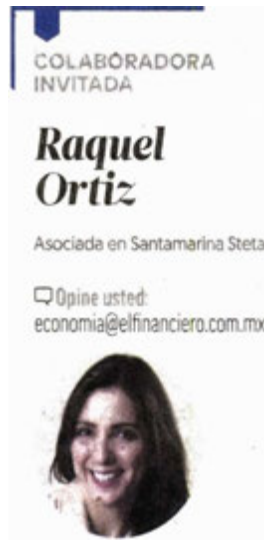 COLABORADORA
INVITADA
Raquel
Ortiz
Asociada en Santamarina Steta
Opine usted:
economia@elfinanciero.com.mx